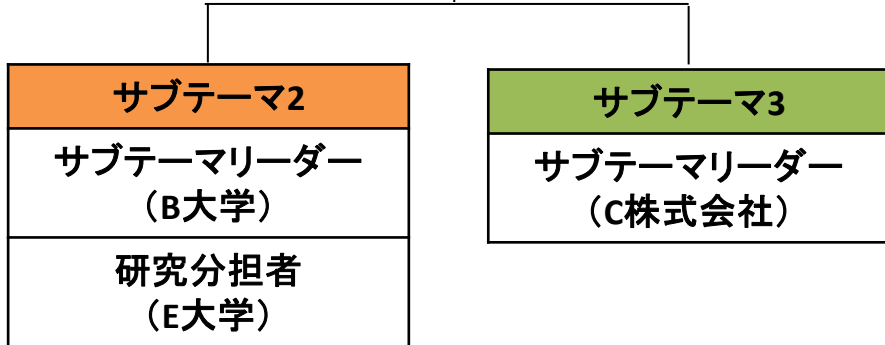 サブテーマ2
サブテーマリーダー
（B大学）
研究分担者
（E大学）
サブテーマ3
サブテーマリーダー
（C株式会社）